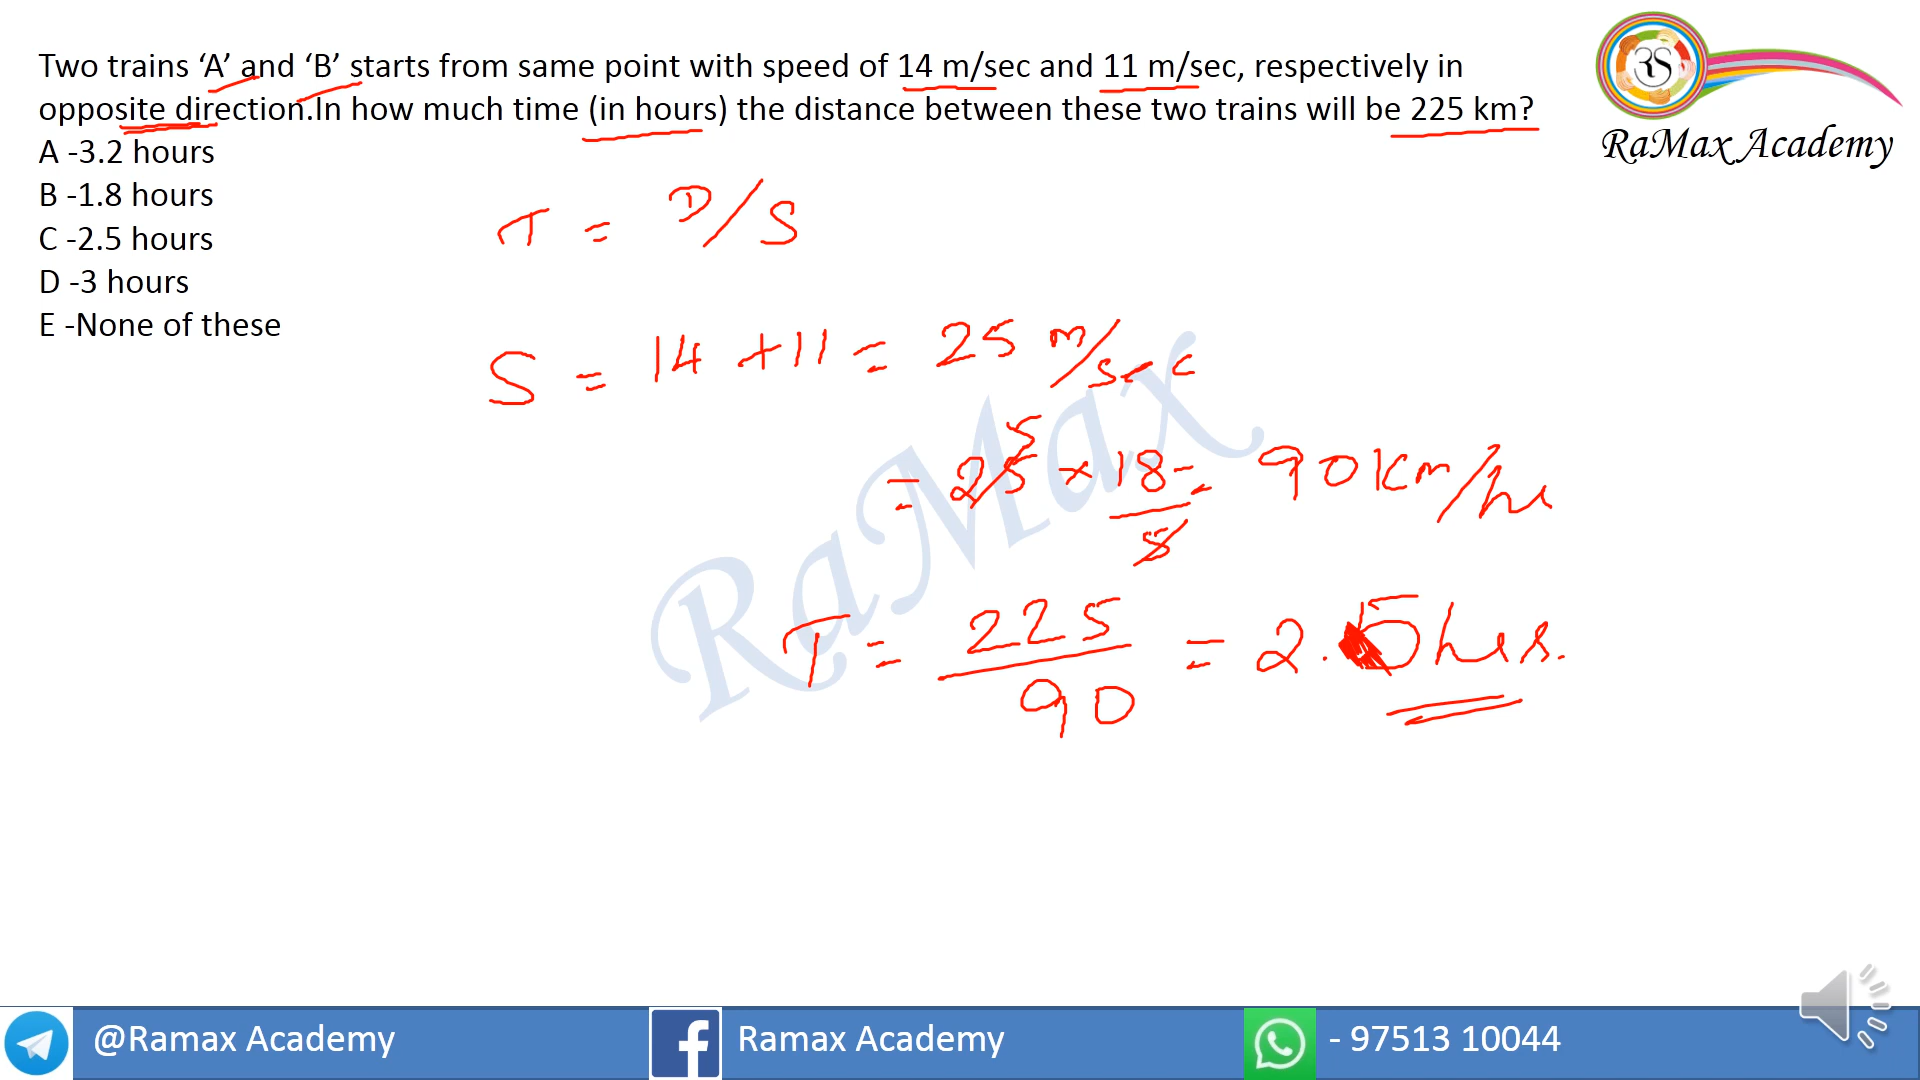 Two trains ‘A’ and ‘B’ starts from same point with speed of 14 m/sec and 11 m/sec, respectively in
opposite direction.In how much time (in hours) the distance between these two trains will be 225 km?
A -3.2 hours
B -1.8 hours
C -2.5 hours
D -3 hours
E -None of these
RS
RaMax Academy
T = D/S
S = 14 + 11 = 25 m/sec
5
= 25 × 18 = 90 km/hr
5
T = 225 = 2.5 hrs.
90
RaMax
@Ramax Academy
Ramax Academy
- 97513 10044